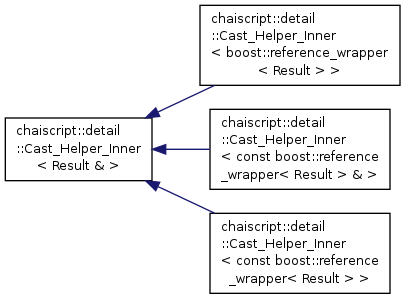 chaiscript::detail
::Cast_Helper_Inner
< boost::reference_wrapper
< Result > >
chaiscript::detail
::Cast_Helper_Inner
< Result & >
chaiscript::detail
::Cast_Helper_Inner
< const boost::reference
_wrapper< Result > & >
chaiscript::detail
::Cast_Helper_Inner
< const boost::reference
_wrapper< Result > >